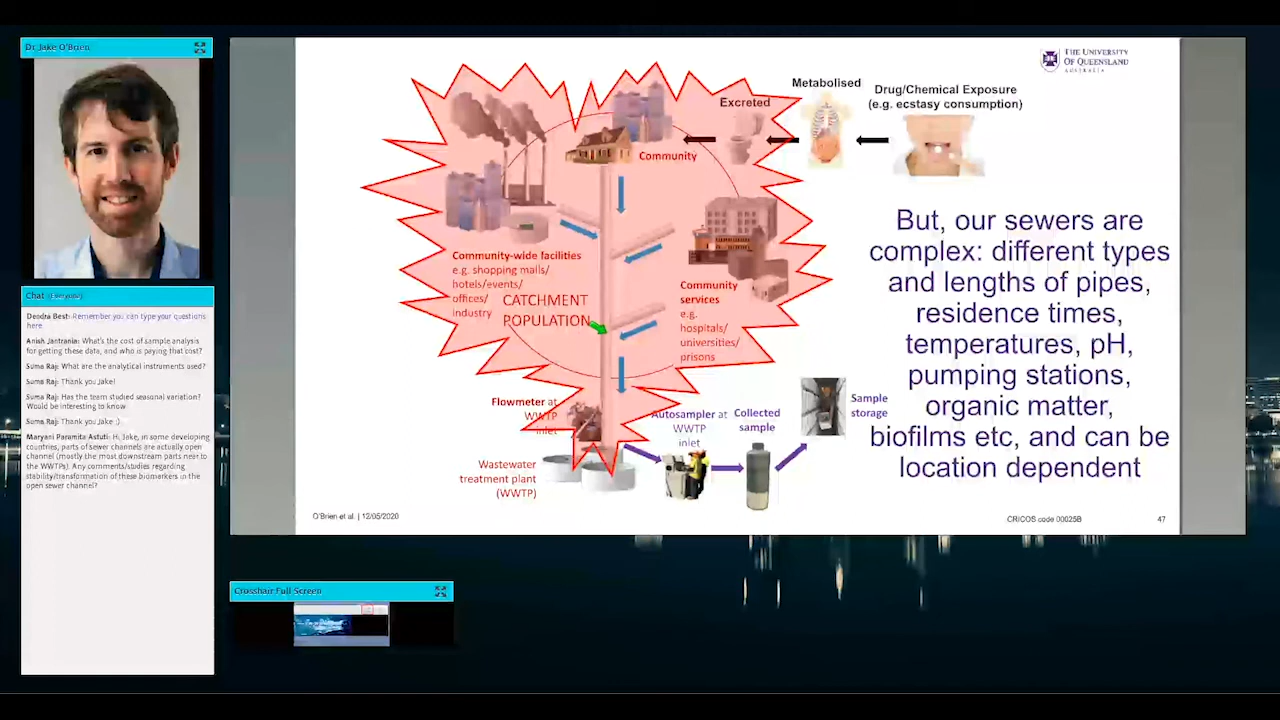 Dr Jake O'Brien
Chat (Everyone)
Deodra Best: Remember you can type your questions
here
Anish Jantrania: What's the cost of sample analysis
for getting these data, and who is paying that cost?
Suma Raj: What are the analytical instruments used?
Suma Raj: Thank you Jake!
Suma Raj: Has the team studied seasonal variation?
Would be interesting to know
Suma Raj: Thank you Jake :)
Maryani Paramita Astuti: Hi Jake, in some developing
countries, parts of sewer channels are actually open
channel (mostly the most downstream parts near to
the WWTPs). Any comments/studies regarding
stability/transformation of these biomarkers in the
open sewer channel?
THE UNIVERSITY
OF QUEENSLAND
AUSTRALIA
Metabolised
Drug/Chemical Exposure
(e.g. ecstasy consumption)
Excreted
Community
Community-wide facilities
e.g. shopping malls/
hotels/events/
offices/
industry
CATCHMENT
POPULATION
Community
services
e.g.
hospitals/
universities/
prisons
Flowmeter at
WWTP
inlet
Wastewater
treatment plant
(WWTP)
Autosampler at
WWTP
inlet
Collected
sample
Sample
storage
But, our sewers are
complex: different types
and lengths of pipes,
residence times,
temperatures, pH,
pumping stations,
organic matter,
biofilms etc, and can be
location dependent
O'Brien et al. | 12/05/2020
CRICOS code 00025B
47
Crosshair Full Screen